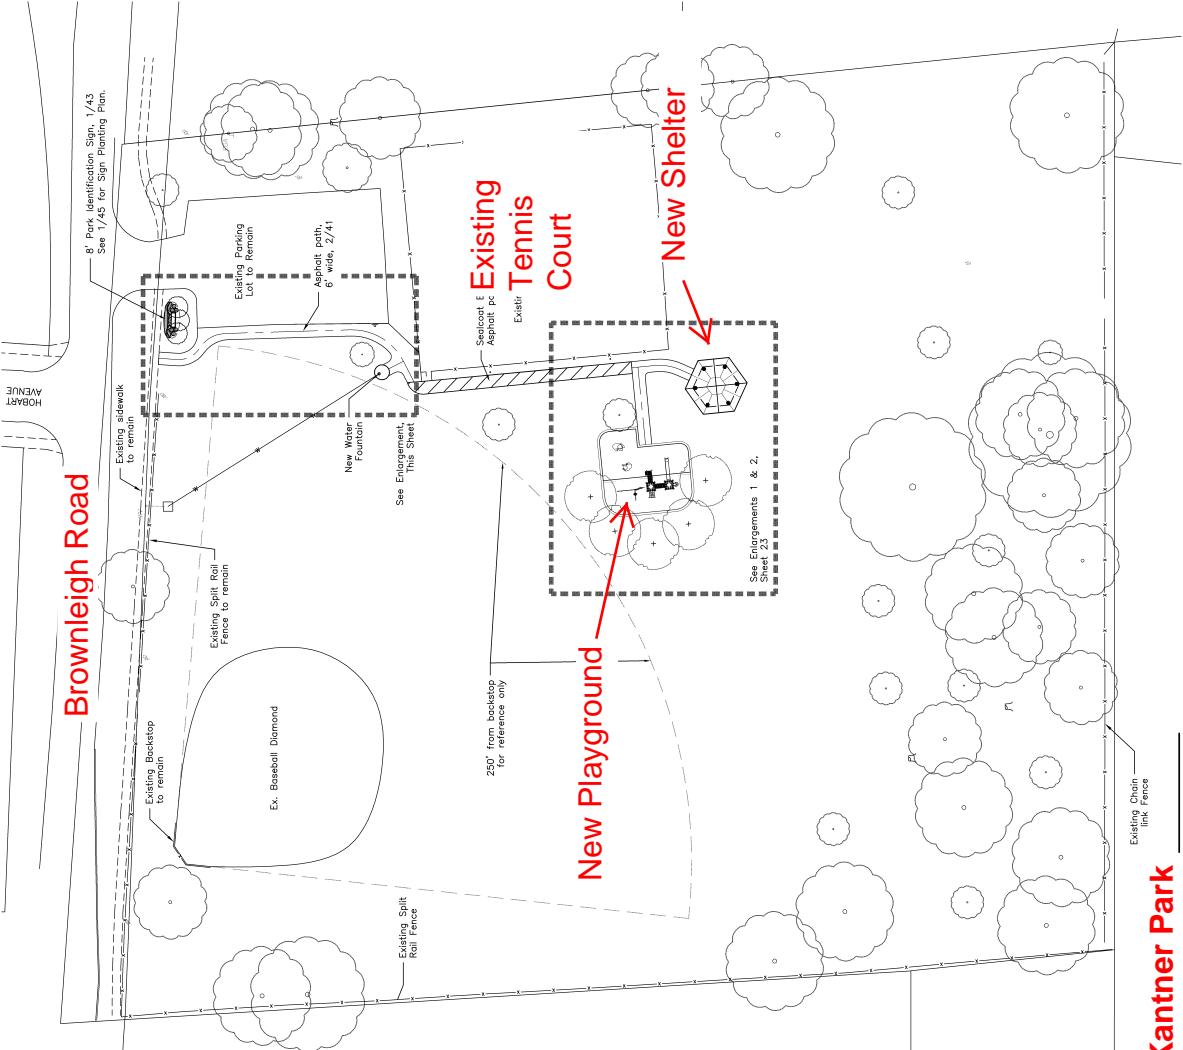 8' Park Identification Sign, 1/43
See 1/45 for Sign Planting Plan.
HOBART
AVENUE
Existing Parking
Lot to Remain
Asphalt path,
6' wide, 2/41
Existing
Tennis
Court
New Shelter
Sealcoat E
Asphalt pc
Existir
Existing sidewalk
to remain
New Water
Fountain
See Enlargement,
This Sheet
Brownleigh Road
Existing Split Rail
Fence to remain
See Enlargements 1 & 2,
Sheet 23
New Playground
250' from backstop
for reference only
Existing Backstop
to remain
Ex. Baseball Diamond
Existing Split
Rail Fence
Existing Chain
link Fence
Kantner Park